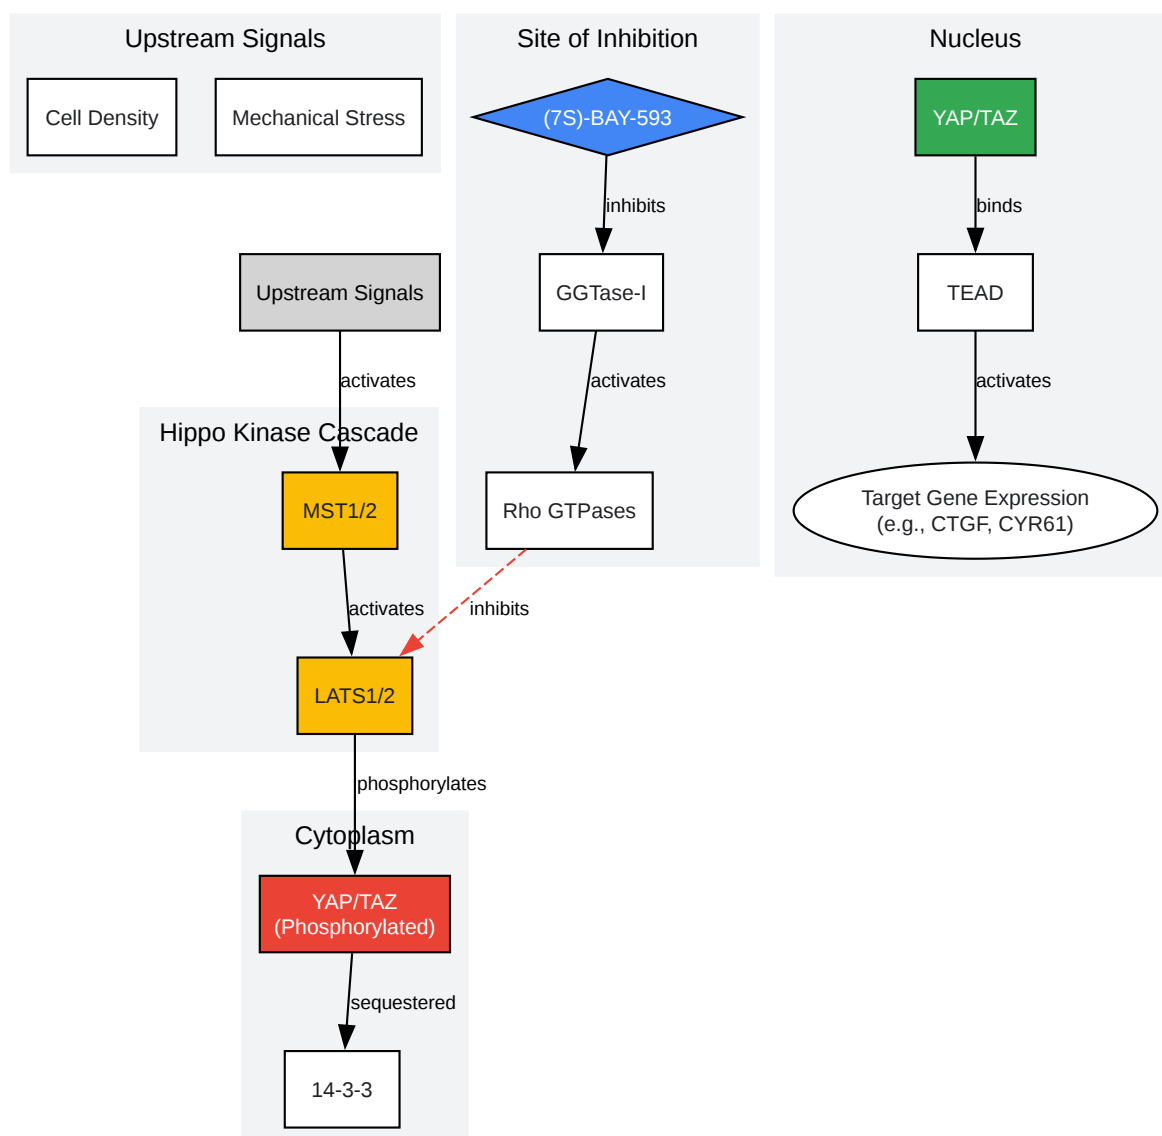 Upstream Signals
Cell Density
Mechanical Stress
Site of Inhibition
(7S)-BAY-593
inhibits
GGTase-I
activates
Rho GTPases
inhibits
Nucleus
YAP/TAZ
binds
TEAD
activates
Target Gene Expression
(e.g., CTGF, CYR61)
Upstream Signals
activates
Hippo Kinase Cascade
MST1/2
activates
LATS1/2
phosphorylates
Cytoplasm
YAP/TAZ
(Phosphorylated)
sequestered
14-3-3